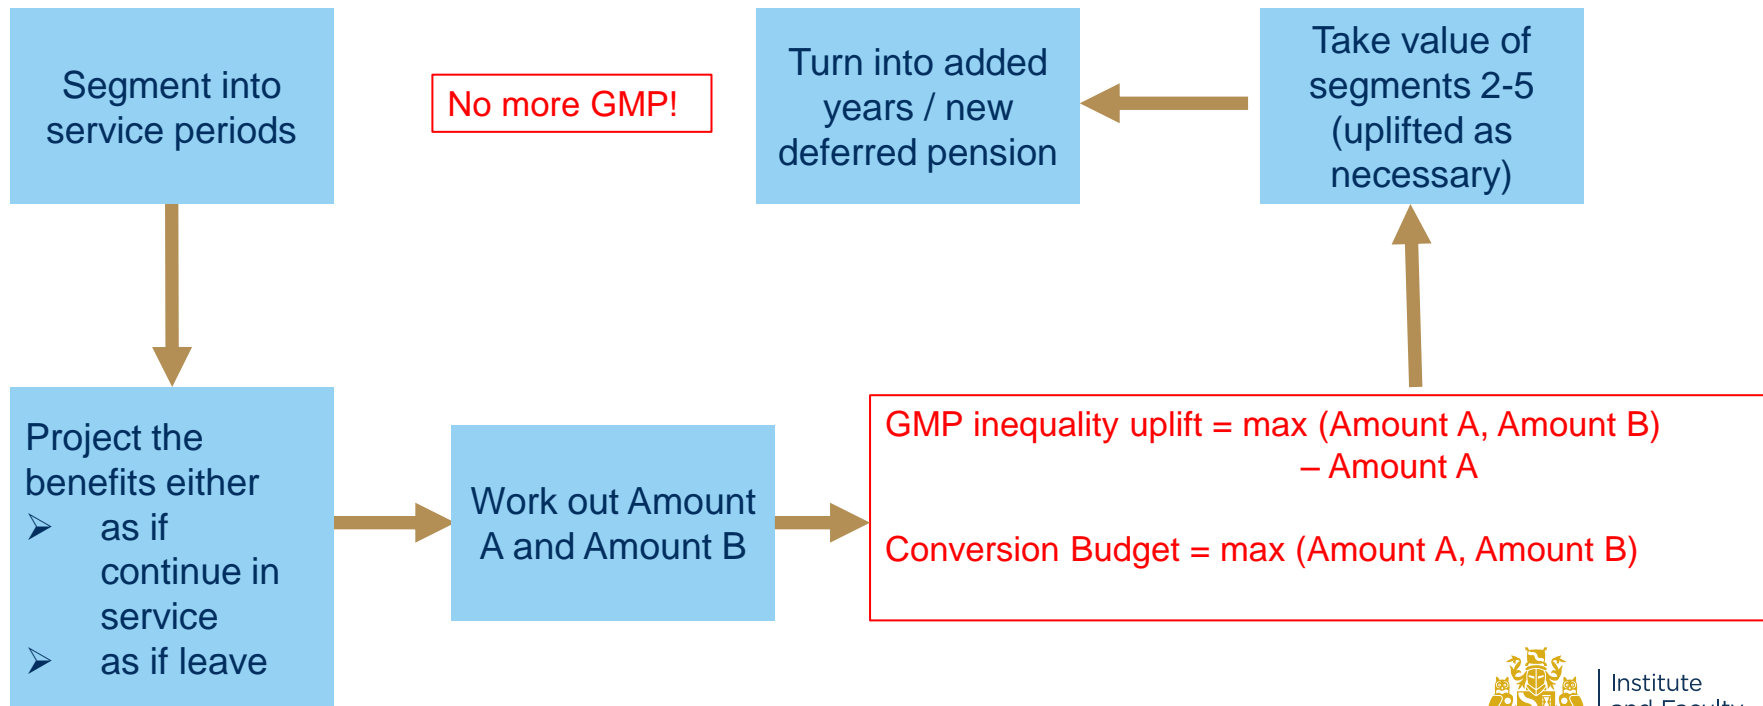 Segment into
service periods
No more GMP!
Turn into added
years / new
deferred pension
Take value of
segments 2-5
(uplifted as
necessary)
Project the
benefits either
➢ as if
continue in
service
➢ as if leave
Work out Amount
A and Amount B
GMP inequality uplift = max (Amount A, Amount B)
– Amount A
Conversion Budget = max (Amount A, Amount B)
Institute
and Faculty